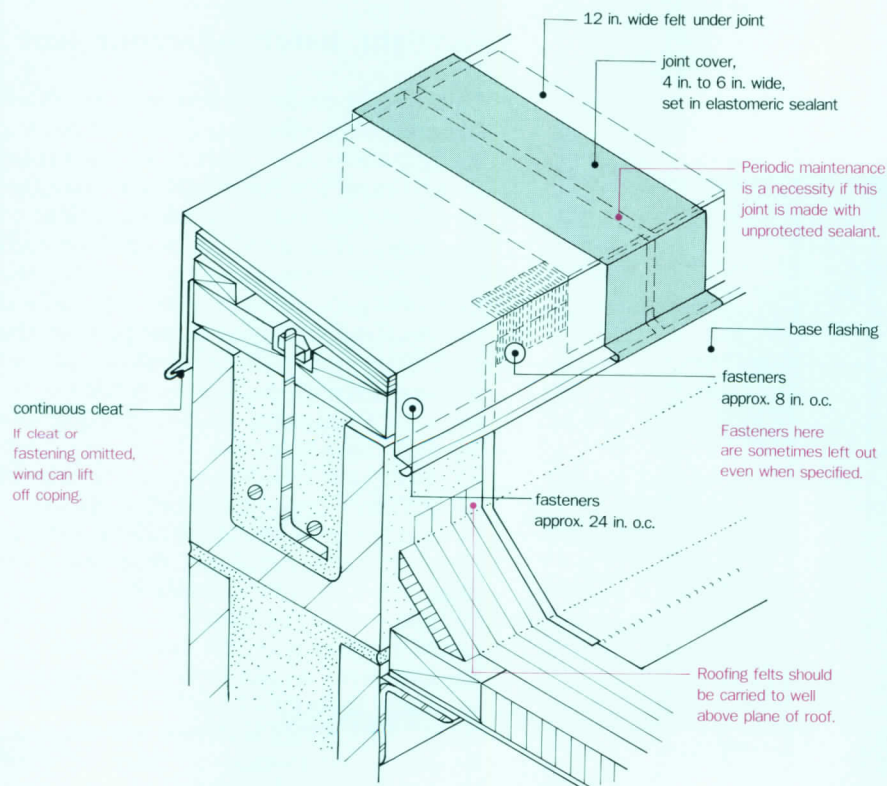 12 in. wide felt under joint
joint cover,
4 in. to 6 in. wide,
set in elastomeric sealant
Periodic maintenance
is a necessity if this
joint is made with
unprotected sealant.
base flashing
fasteners
approx. 8 in. o.c.
Fasteners here
are sometimes left out
even when specified.
continuous cleat
If cleat or
fastening omitted,
wind can lift
off coping.
fasteners
approx. 24 in. o.c.
Roofing felts should
be carried to well
above plane of roof.